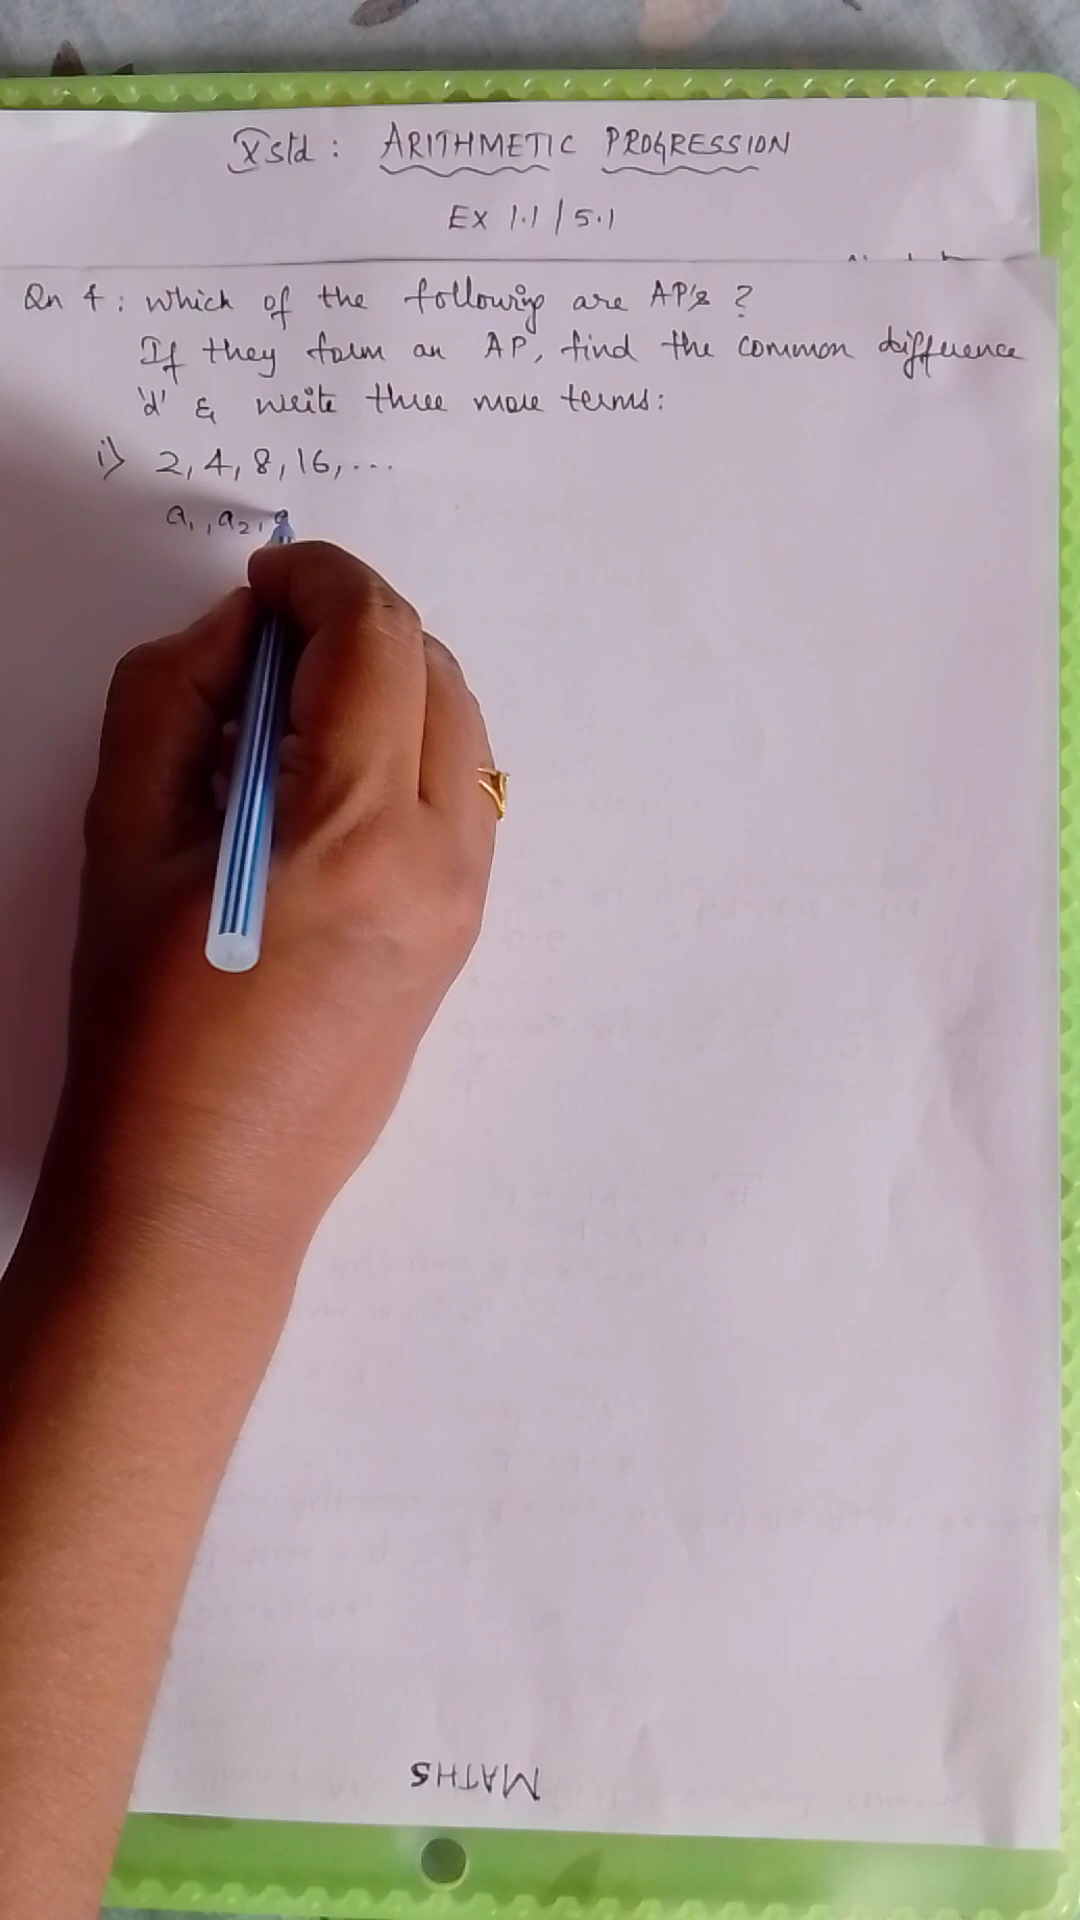 X std : ARITHMETIC PROGRESSION
Ex 1.1 / 5.1
Qn 4 : Which of the following are AP's ?
If they form an AP, find the common difference
'd' & write three more terms:
i) 2, 4, 8, 16, ...
a₁, a₂, a
MATHS